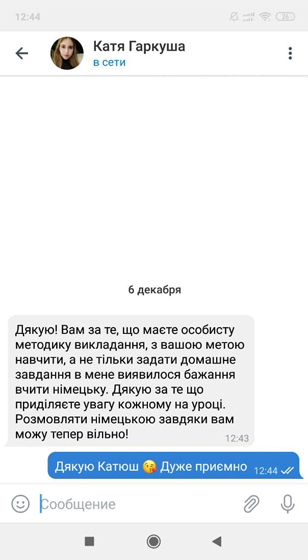 12:44
26
Катя Гаркуша
в сети
6 декабря
Дякую! Вам за те, що маєте особисту
методику викладання, з вашою метою
навчити, а не тільки задати домашне
завдання в мене виявилося бажання
вчити німецьку. Дякую за те що
приділяєте увагу кожному на уроці.
Розмовляти німецькою завдяки вам
можу тепер вільно!
12:43
Дякую Катюш 😘 Дуже приємно
12:44
Сообщение